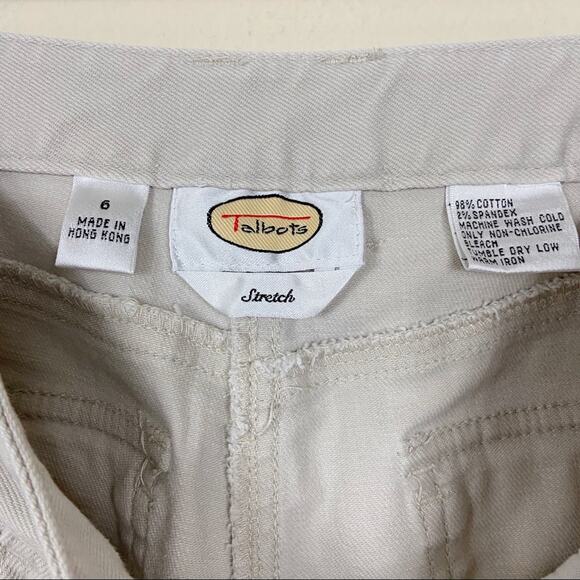 6
MADE IN
HONG KONG
Talbots
Stretch
98% COTTON
2% SPANDEX
MACHINE WASH COLD
ONLY NON-CHLORINE
BLEACH
TUMBLE DRY LOW
WARM IRON